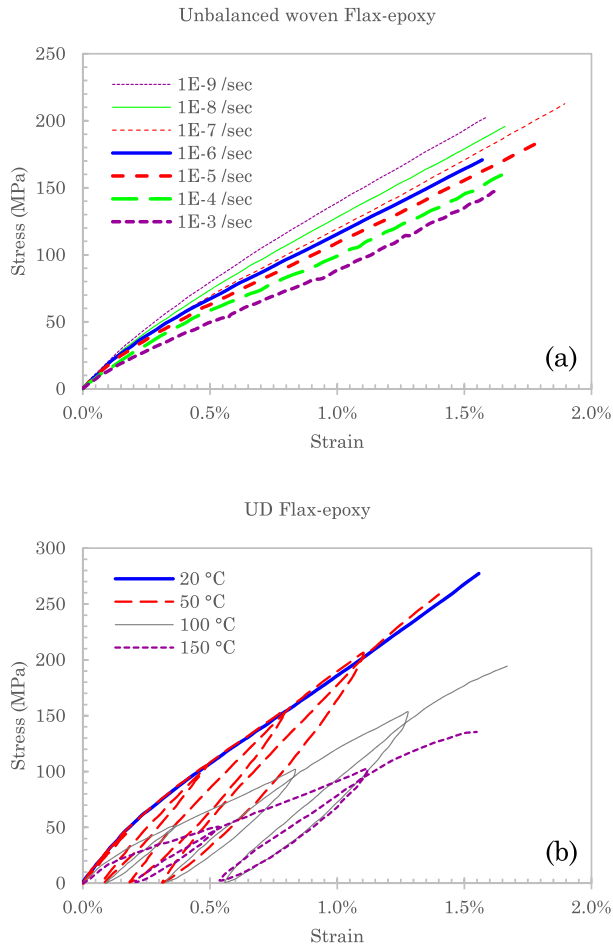 Unbalanced woven Flax-epoxy
250
200
150
100
50
0
Stress (MPa)
1E-9 /sec
1E-8 /sec
1E-7 /sec
1E-6 /sec
1E-5 /sec
1E-4 /sec
1E-3 /sec
(a)
0.0% 0.5% 1.0% 1.5% 2.0%
Strain
UD Flax-epoxy
300
250
200
150
100
50
0
Stress (MPa)
20 °C
50 °C
100 °C
150 °C
(b)
0.0% 0.5% 1.0% 1.5% 2.0%
Strain